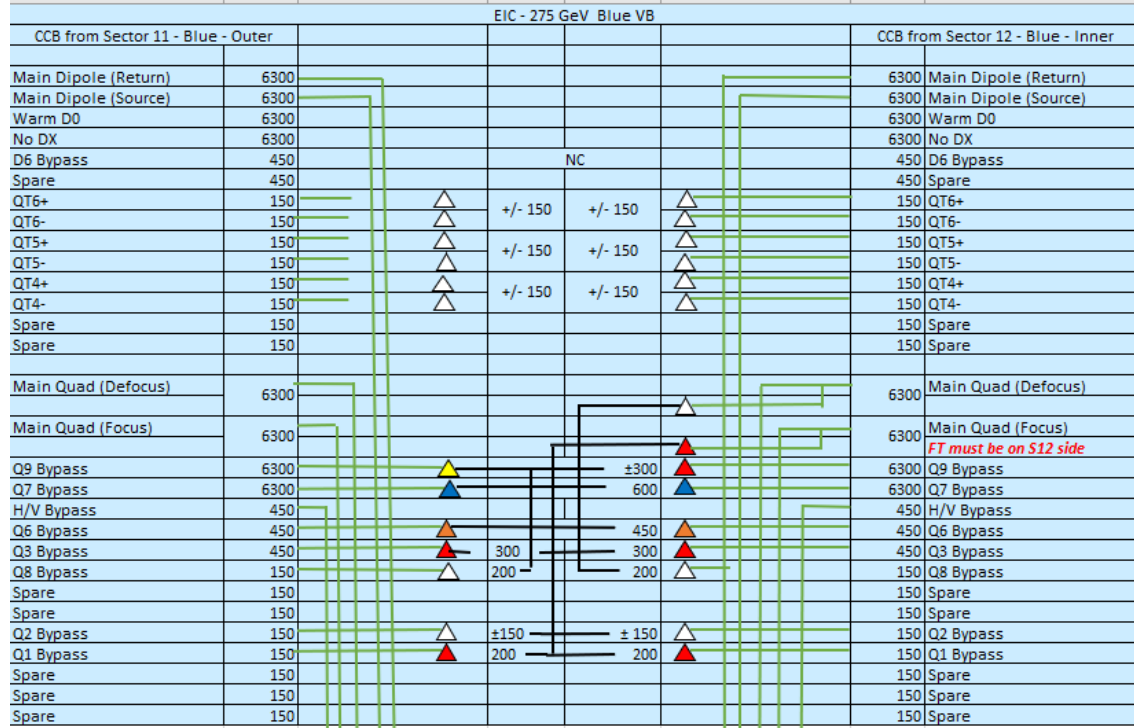 EIC - 275 GeV Blue VB
CCB from Sector 11 - Blue - Outer CCB from Sector 12 - Blue - Inner
Main Dipole (Return) 6300 6300 Main Dipole (Return)
Main Dipole (Source) 6300 6300 Main Dipole (Source)
Warm D0 6300 6300 Warm D0
No DX 6300 6300 No DX
D6 Bypass 450 NC 450 D6 Bypass
Spare 450 450 Spare
QT6+ 150 +/- 150 +/- 150 150 QT6+
QT6- 150 150 QT6-
QT5+ 150 +/- 150 +/- 150 150 QT5+
QT5- 150 150 QT5-
QT4+ 150 +/- 150 +/- 150 150 QT4+
QT4- 150 150 QT4-
Spare 150 150 Spare
Spare 150 150 Spare
Main Quad (Defocus) 6300 6300 Main Quad (Defocus)
Main Quad (Focus) 6300 6300 Main Quad (Focus)
FT must be on S12 side
Q9 Bypass 6300 ±300 6300 Q9 Bypass
Q7 Bypass 6300 600 6300 Q7 Bypass
H/V Bypass 450 450 H/V Bypass
Q6 Bypass 450 450 450 Q6 Bypass
Q3 Bypass 450 300 300 450 Q3 Bypass
Q8 Bypass 150 200 200 150 Q8 Bypass
Spare 150 150 Spare
Spare 150 150 Spare
Q2 Bypass 150 ±150 ± 150 150 Q2 Bypass
Q1 Bypass 150 200 200 150 Q1 Bypass
Spare 150 150 Spare
Spare 150 150 Spare
Spare 150 150 Spare